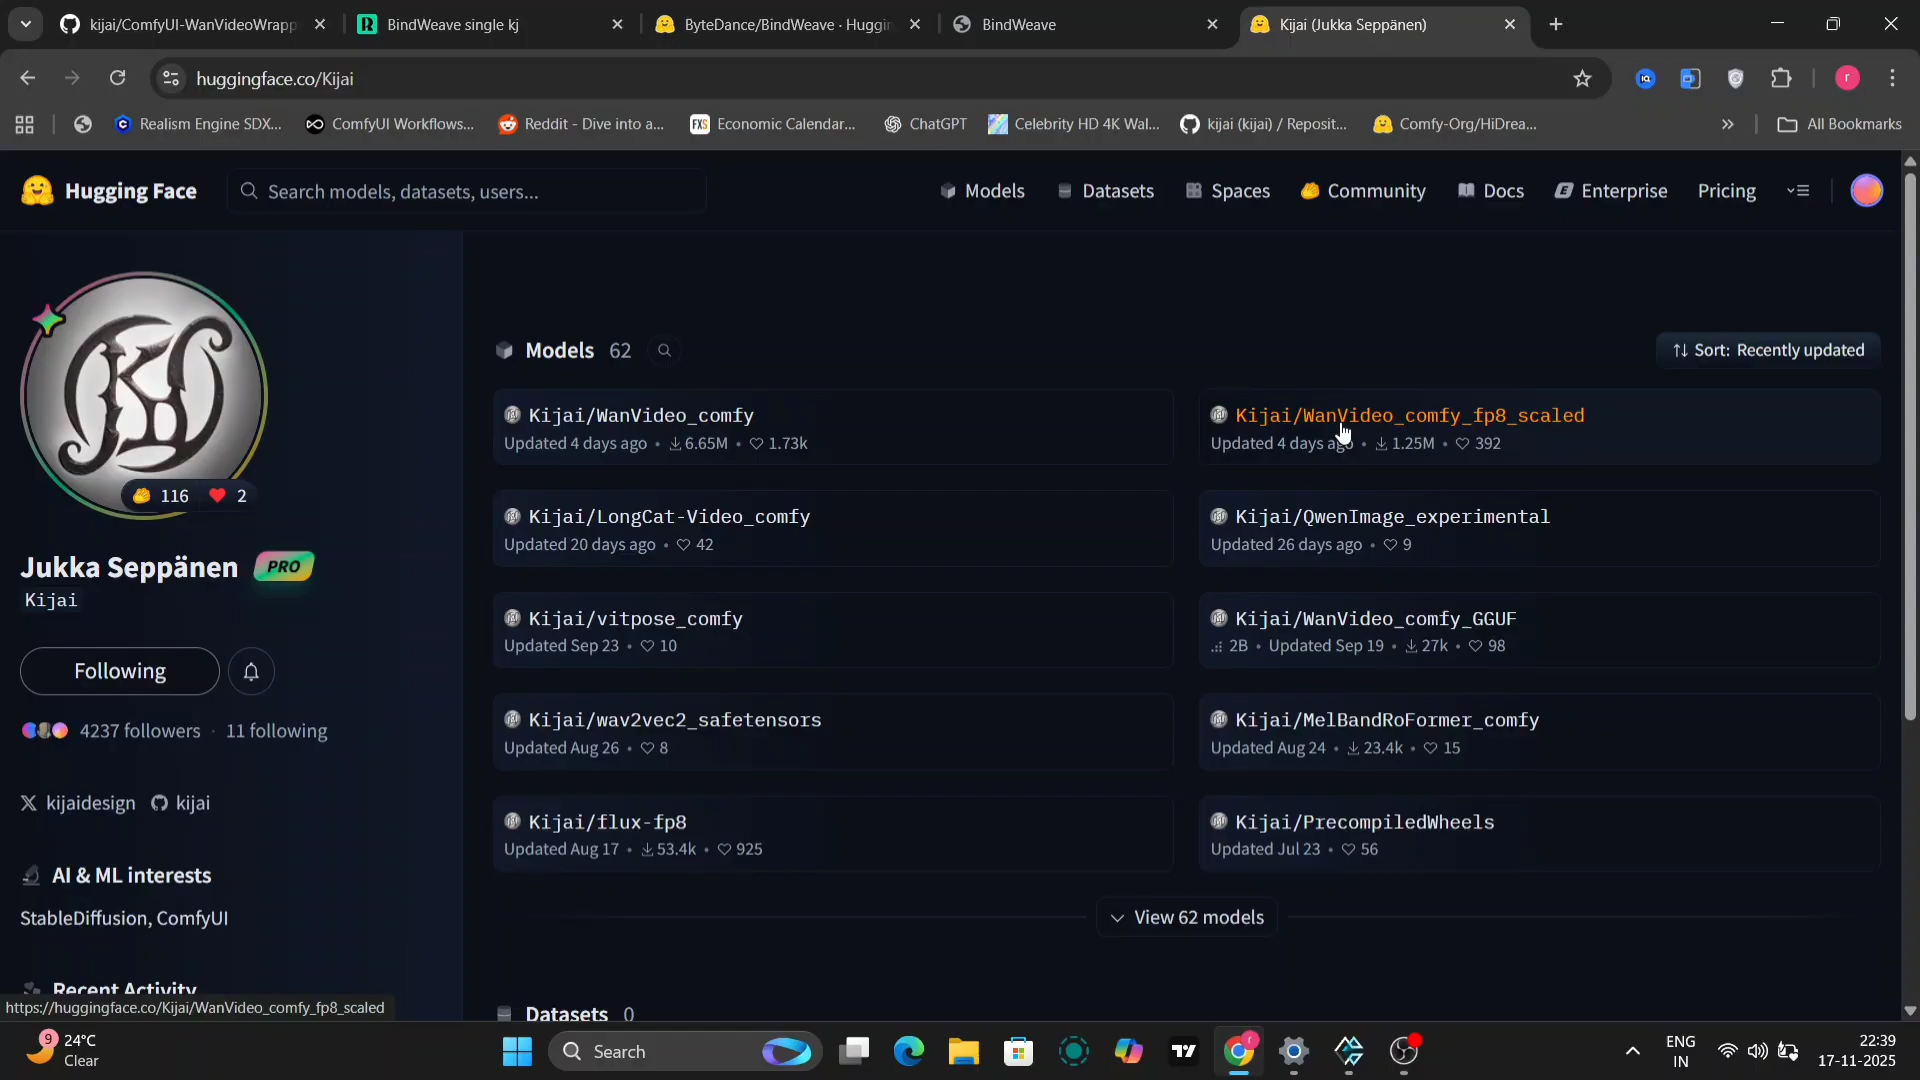 kijai/ComfyUI-WanVideoWrapp
BindWeave single kj
ByteDance/BindWeave · Huggin
BindWeave
Kijai (Jukka Seppänen)
huggingface.co/Kijai
r
Realism Engine SDX...
ComfyUI Workflows...
Reddit - Dive into a...
FXS
Economic Calendar...
ChatGPT
Celebrity HD 4K Wal...
kijai (kijai) / Reposit...
Comfy-Org/HiDrea...
All Bookmarks
Hugging Face
Search models, datasets, users...
Models
Datasets
Spaces
Community
Docs
Enterprise
Pricing
116
2
Jukka Seppänen
PRO
Kijai
Following
4237 followers · 11 following
kijaidesign
kijai
AI & ML interests
StableDiffusion, ComfyUI
Recent Activity
Models 62
Sort: Recently updated
Kijai/WanVideo_comfy
Updated 4 days ago • 6.65M • 1.73k
Kijai/WanVideo_comfy_fp8_scaled
Updated 4 days ago • 1.25M • 392
Kijai/LongCat-Video_comfy
Updated 20 days ago • 42
Kijai/QwenImage_experimental
Updated 26 days ago • 9
Kijai/vitpose_comfy
Updated Sep 23 • 10
Kijai/WanVideo_comfy_GGUF
2B • Updated Sep 19 • 27k • 98
Kijai/wav2vec2_safetensors
Updated Aug 26 • 8
Kijai/MelBandRoFormer_comfy
Updated Aug 24 • 23.4k • 15
Kijai/flux-fp8
Updated Aug 17 • 53.4k • 925
Kijai/PrecompiledWheels
Updated Jul 23 • 56
View 62 models
Datasets 0
https://huggingface.co/Kijai/WanVideo_comfy_fp8_scaled
9
24°C
Clear
Search
r
ENG
IN
22:39
17-11-2025